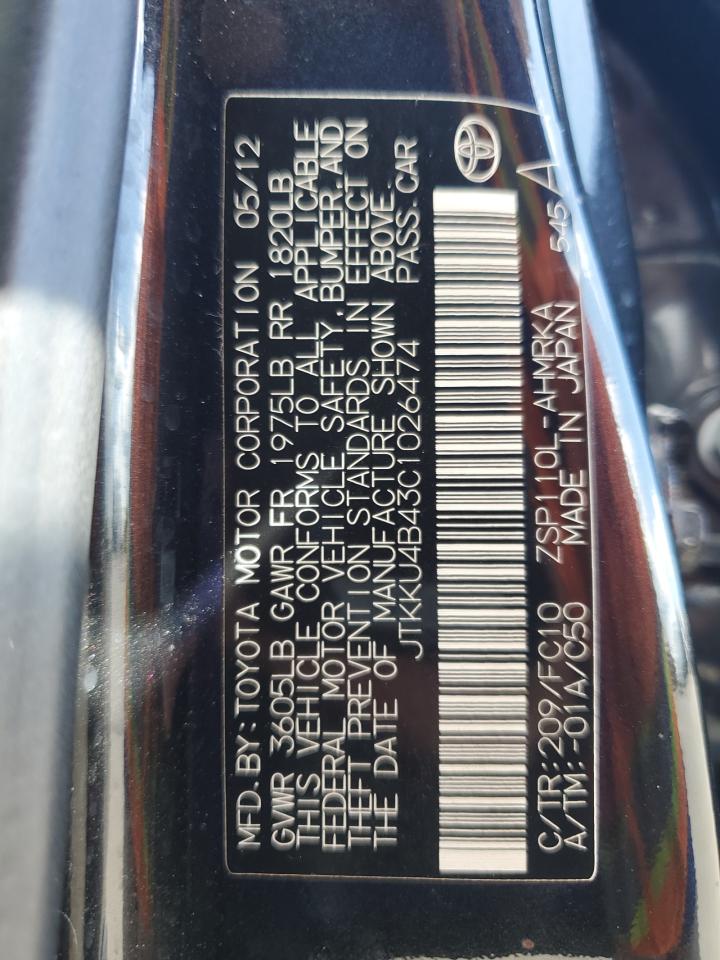 MFD.BY:TOYOTA MOTOR CORPORATION 05/12
GVWR 3605LB GAWR FR 1975LB RR 1820LB
THIS VEHICLE CONFORMS TO ALL APPLICABLE
FEDERAL MOTOR VEHICLE SAFETY, BUMPER, AND
THEFT PREVENTION STANDARDS IN EFFECT ON
THE DATE OF MANUFACTURE SHOWN ABOVE.
JTKKU4B43C1026474 PASS.CAR
C/TR:209/FC10 ZSP110L-AHMRKA 545 A
A/TM:-01A/C50 MADE IN JAPAN